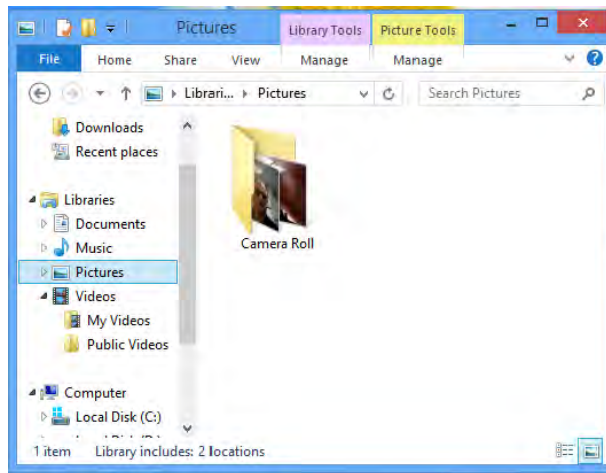 Pictures
Library Tools
Picture Tools
File
Home
Share
View
Manage
Manage
Librari...
Pictures
Search Pictures
Downloads
Recent places
Libraries
Documents
Music
Pictures
Videos
My Videos
Public Videos
Computer
Local Disk (C:)
Camera Roll
1 item
Library includes: 2 locations